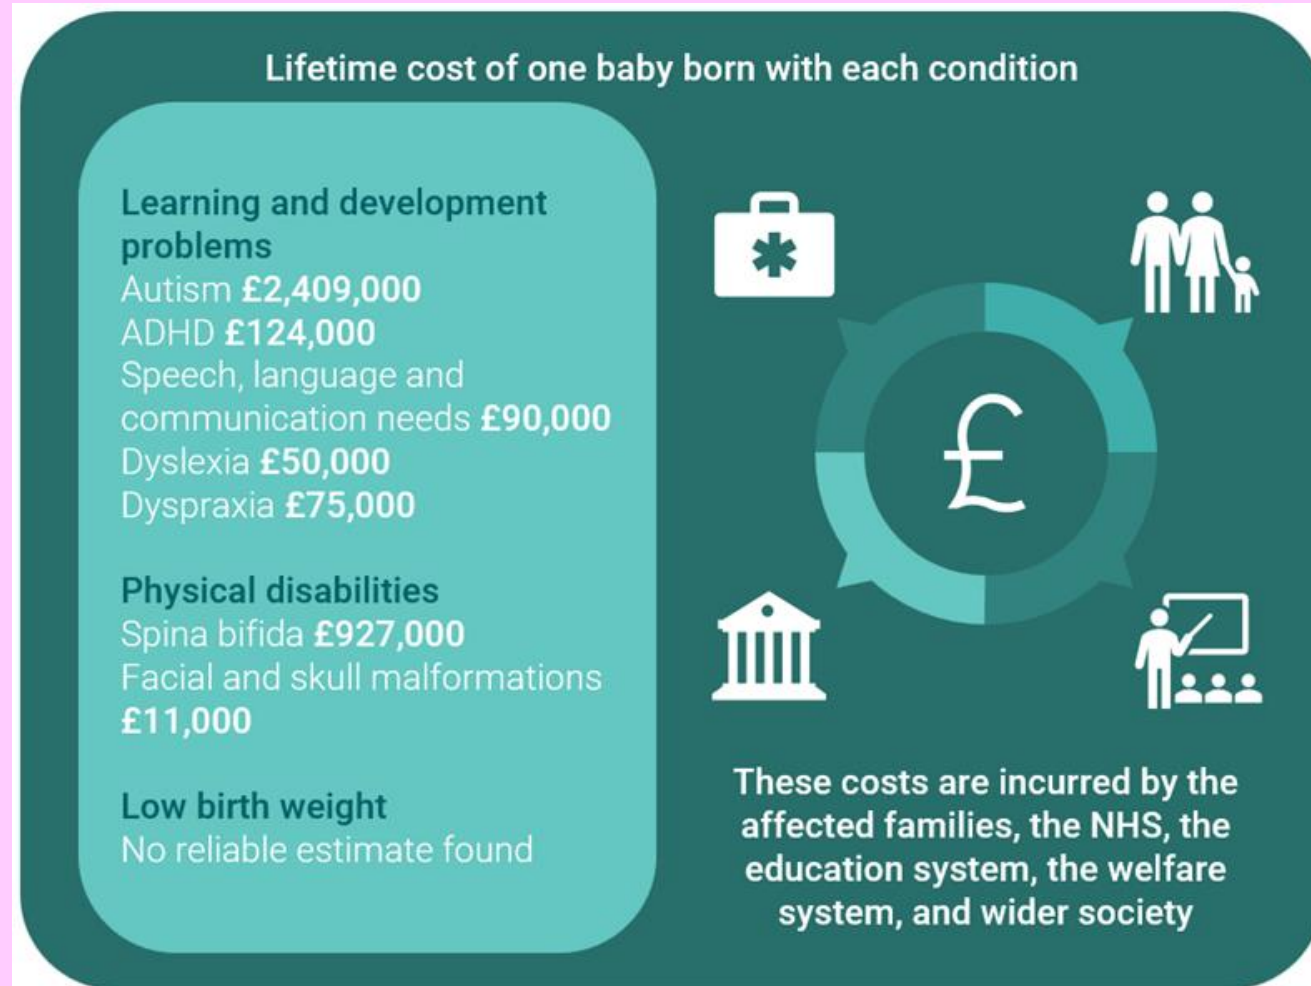 Lifetime cost of one baby born with each condition
Learning and development
problems
Autism £2,409,000
ADHD £124,000
Speech, language and
communication needs £90,000
Dyslexia £50,000
Dyspraxia £75,000
Physical disabilities
Spina bifida £927,000
Facial and skull malformations
£11,000
Low birth weight
No reliable estimate found
£
These costs are incurred by the
affected families, the NHS, the
education system, the welfare
system, and wider society